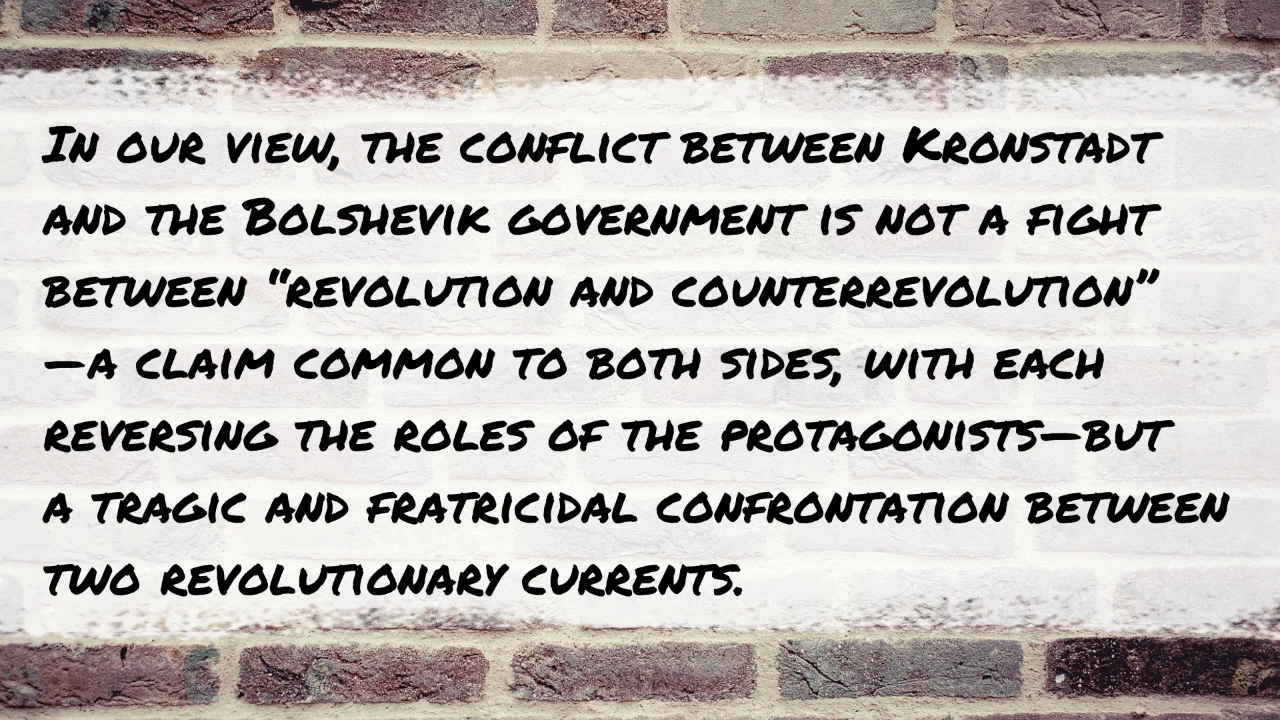 In our view, the conflict between Kronstadt
and the Bolshevik government is not a fight
between “revolution and counterrevolution”
—a claim common to both sides, with each
reversing the roles of the protagonists—but
a tragic and fratricidal confrontation between
two revolutionary currents.